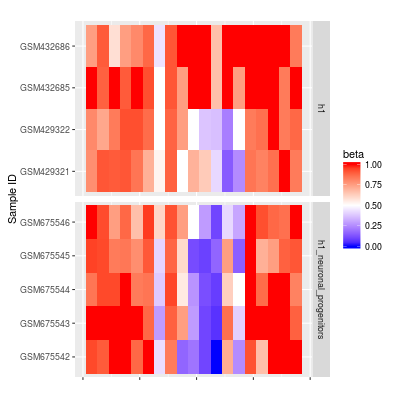 Sample ID
GSM432686
GSM432685
GSM429322
GSM429321
h1
GSM675546
GSM675545
GSM675544
GSM675543
GSM675542
h1_neuronal_progenitors
beta
1.00
0.75
0.50
0.25
0.00